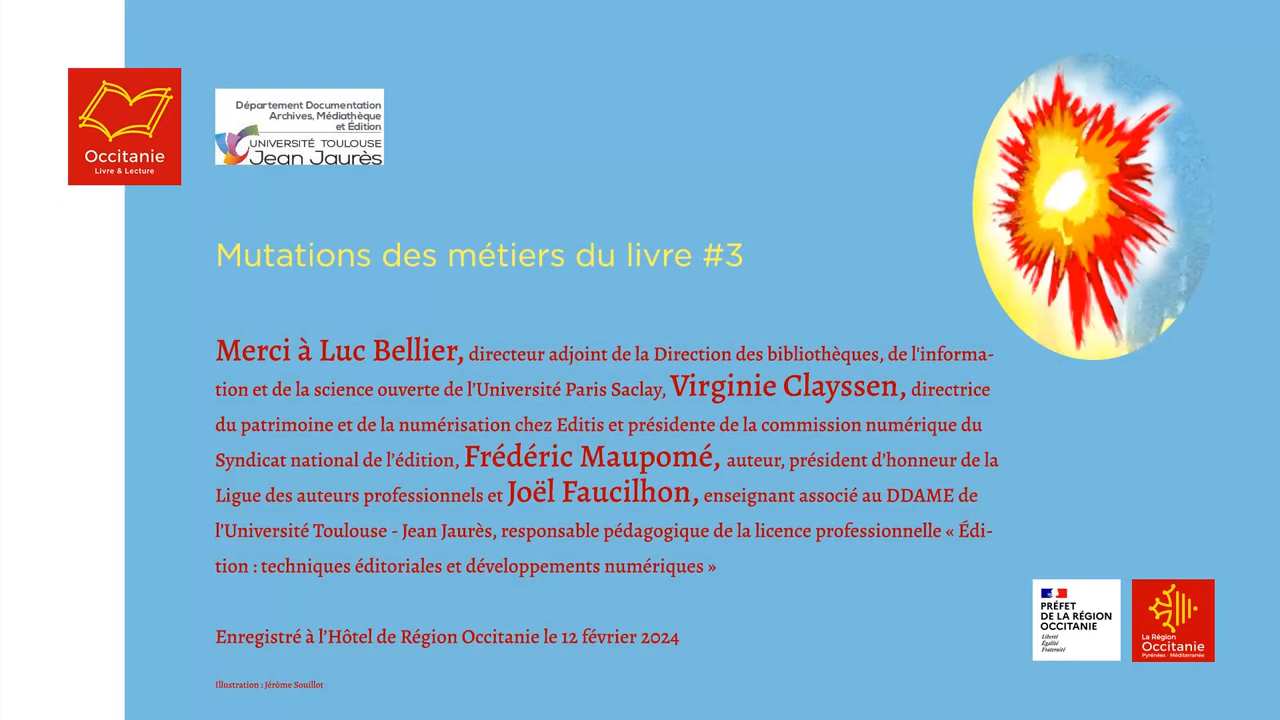 Occitanie
Livre & Lecture
Département Documentation
Archives, Médiathèque
et Édition
UNIVERSITÉ TOULOUSE
Jean Jaurès
Mutations des métiers du livre #3
Merci à Luc Bellier, directeur adjoint de la Direction des bibliothèques, de l'informa-
tion et de la science ouverte de l’Université Paris Saclay, Virginie Clayssen, directrice
du patrimoine et de la numérisation chez Editis et présidente de la commission numérique du
Syndicat national de l’édition, Frédéric Maupomé, auteur, président d’honneur de la
Ligue des auteurs professionnels et Joël Faucilhon, enseignant associé au DDAME de
l’Université Toulouse - Jean Jaurès, responsable pédagogique de la licence professionnelle « Édi-
tion : techniques éditoriales et développements numériques »
Enregistré à l’Hôtel de Région Occitanie le 12 février 2024
Illustration : Jérôme Souillot
PRÉFET
DE LA RÉGION
OCCITANIE
Liberté
Égalité
Fraternité
La Région
Occitanie
Pyrénées - Méditerranée